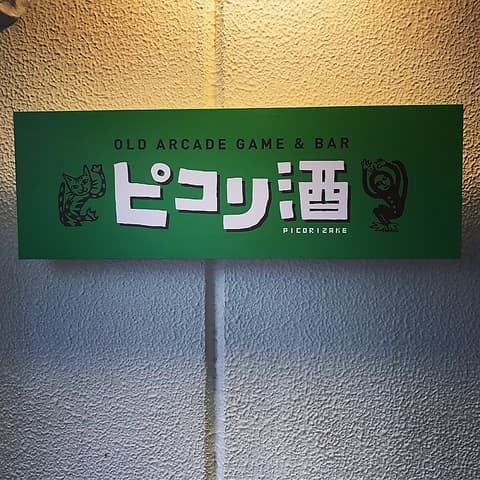 OLD ARCADE GAME & BAR
ピコリ酒
PICORIZAKE